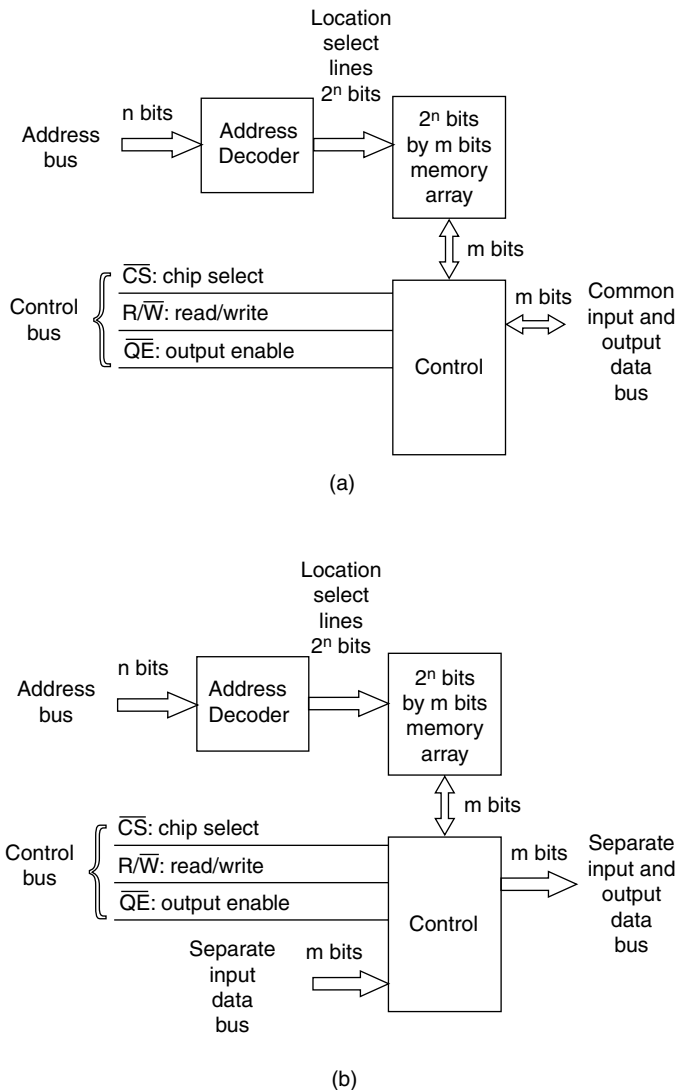 Location
select
lines
2ⁿ bits
n bits
Address
bus
Address
Decoder
2ⁿ bits
by m bits
memory
array
m bits
Control
bus
C̅S̅: chip select
R/W̅: read/write
Q̅E̅: output enable
Control
m bits
Common
input and
output
data
bus
(a)
Location
select
lines
2ⁿ bits
n bits
Address
bus
Address
Decoder
2ⁿ bits
by m bits
memory
array
m bits
Control
bus
C̅S̅: chip select
R/W̅: read/write
Q̅E̅: output enable
Control
m bits
Separate
input and
output
data
bus
Separate
input
data
bus
m bits
(b)